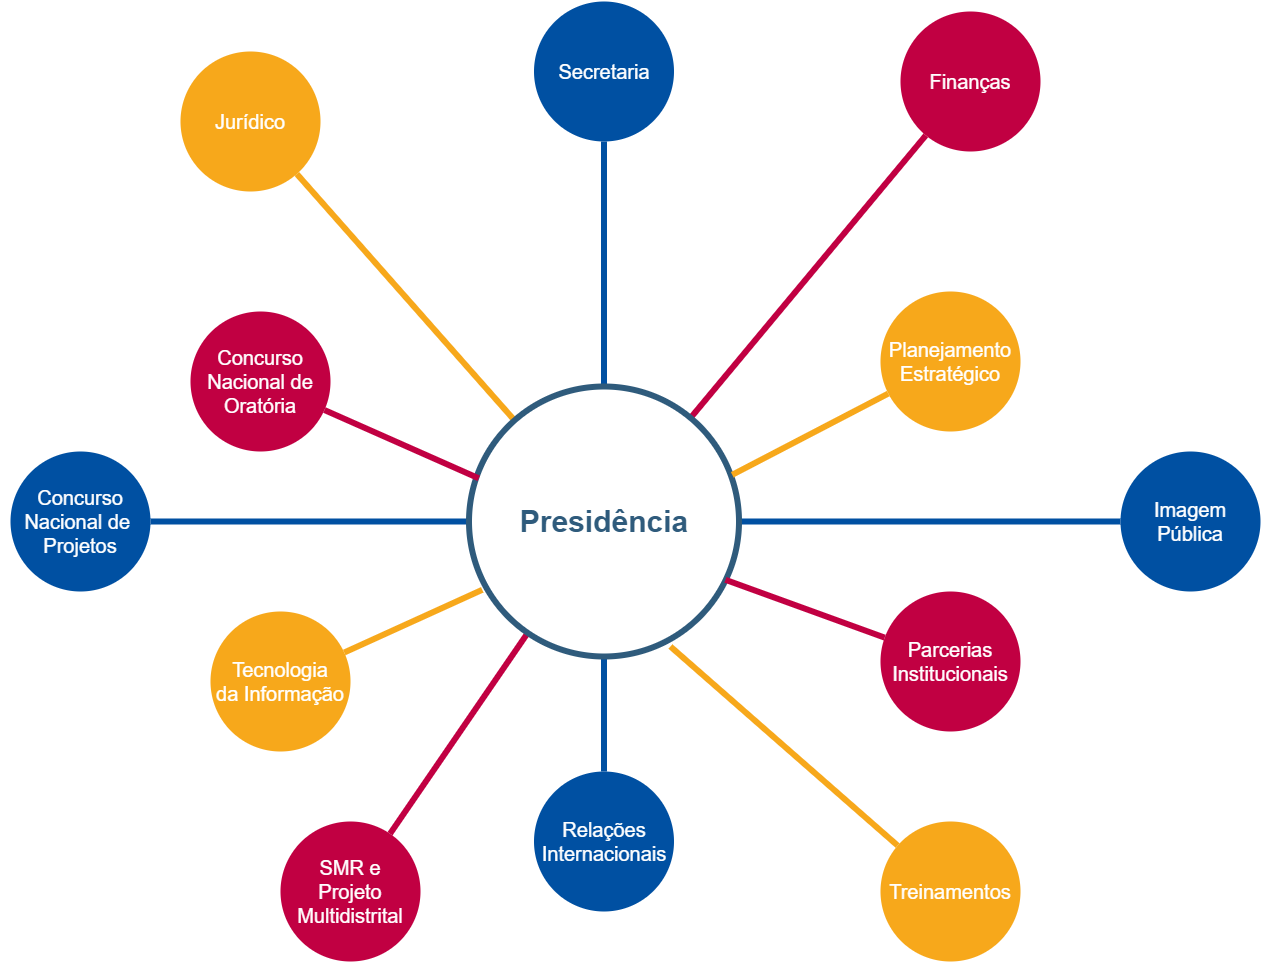 Secretaria
Finanças
Jurídico
Planejamento
Estratégico
Concurso
Nacional de
Oratória
Concurso
Nacional de
Projetos
Presidência
Imagem
Pública
Tecnologia
da Informação
Parcerias
Institucionais
Relações
Internacionais
SMR e
Projeto
Multidistrital
Treinamentos